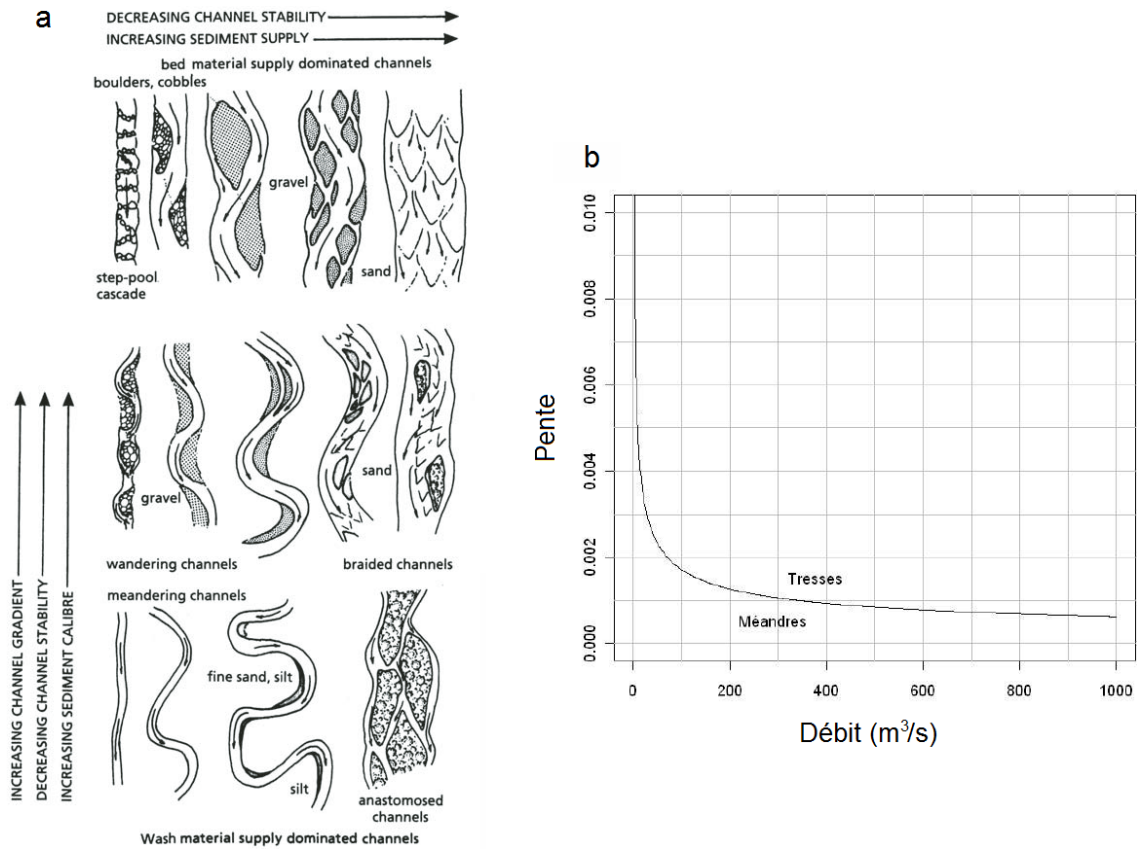 a
DECREASING CHANNEL STABILITY
INCREASING SEDIMENT SUPPLY
bed material supply dominated channels
boulders, cobbles
gravel
step-pool
cascade
sand
gravel
sand
wandering channels
braided channels
meandering channels
fine sand, silt
silt
anastomosed
channels
Wash material supply dominated channels
INCREASING CHANNEL GRADIENT
DECREASING CHANNEL STABILITY
INCREASING SEDIMENT CALIBRE
b
Pente
0.010
0.008
0.006
0.004
0.002
0.000
Tresses
Méandres
0
200
400
600
800
1000
Débit (m³/s)